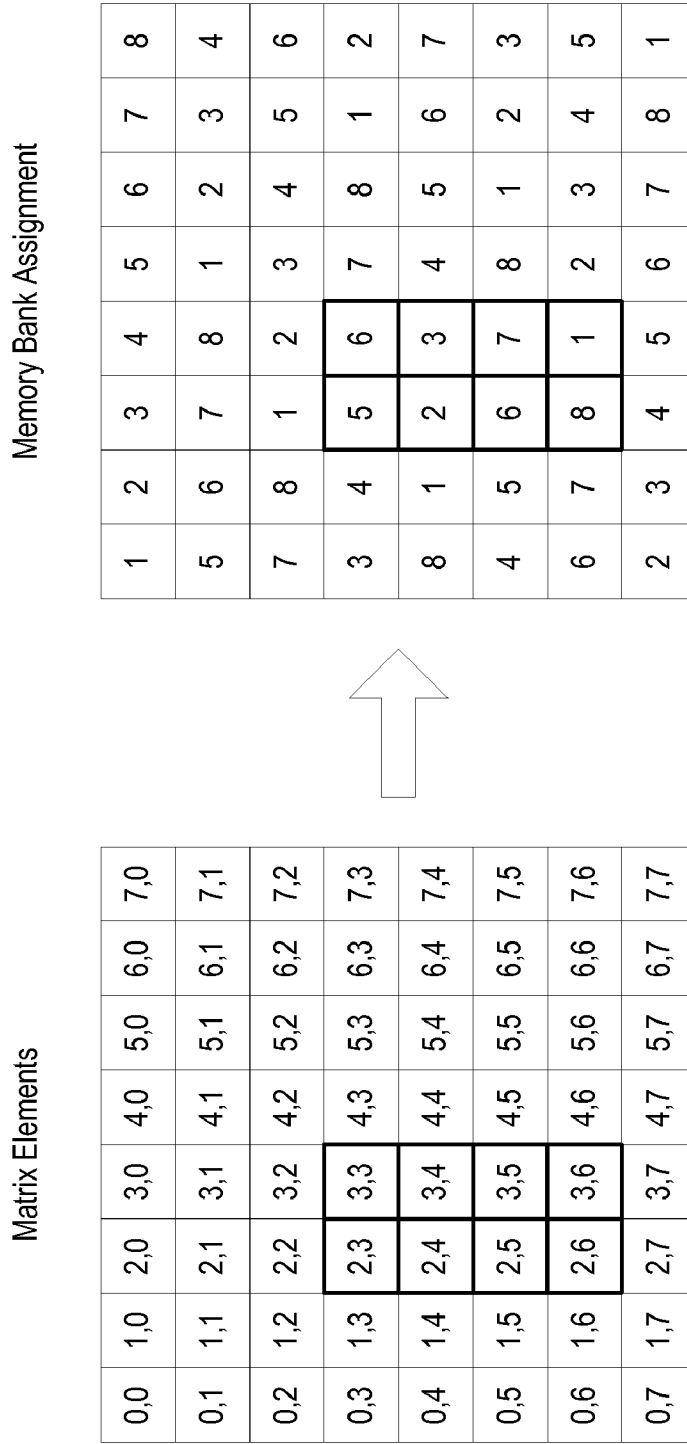 Matrix Elements
0,0 1,0 2,0 3,0 4,0 5,0 6,0 7,0
0,1 1,1 2,1 3,1 4,1 5,1 6,1 7,1
0,2 1,2 2,2 3,2 4,2 5,2 6,2 7,2
0,3 1,3 2,3 3,3 4,3 5,3 6,3 7,3
0,4 1,4 2,4 3,4 4,4 5,4 6,4 7,4
0,5 1,5 2,5 3,5 4,5 5,5 6,5 7,5
0,6 1,6 2,6 3,6 4,6 5,6 6,6 7,6
0,7 1,7 2,7 3,7 4,7 5,7 6,7 7,7
Memory Bank Assignment
1 2 3 4 5 6 7 8
5 6 7 8 1 2 3 4
7 8 1 2 3 4 5 6
3 4 5 6 7 8 1 2
8 1 2 3 4 5 6 7
4 5 6 7 8 1 2 3
6 7 8 1 2 3 4 5
2 3 4 5 6 7 8 1